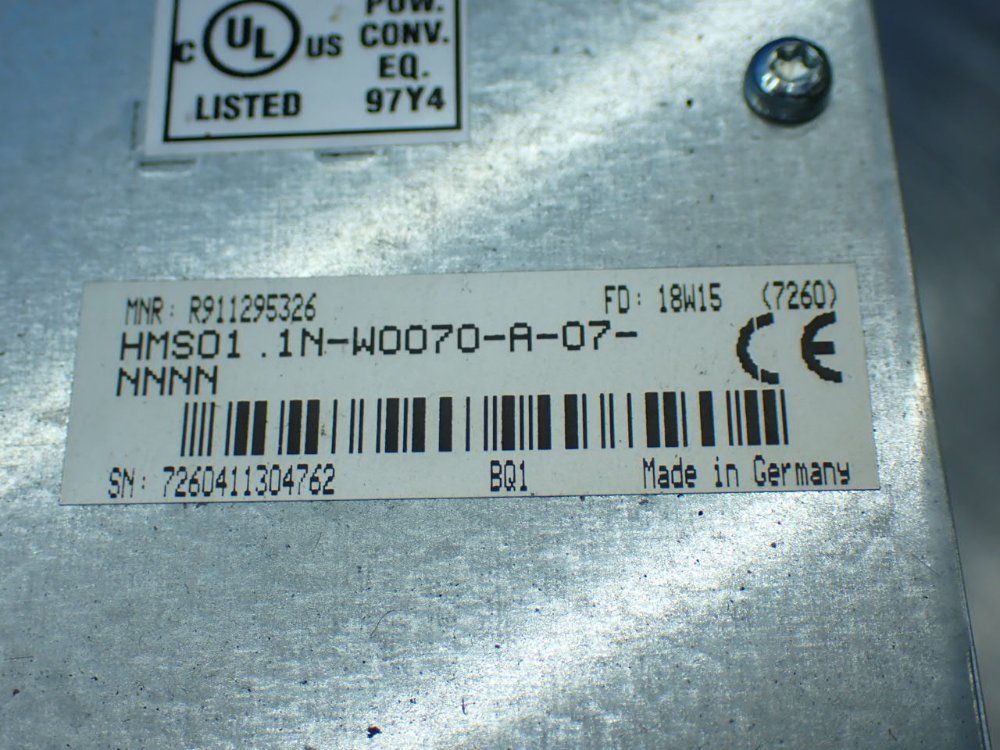 POW.
C UL US CONV.
EQ.
LISTED 97Y4
MNR: R911295326 FD: 18W15 (7260)
HMS01.1N-W0070-A-07-
NNNN
CE
SN: 7260411304762 BQ1 Made in Germany